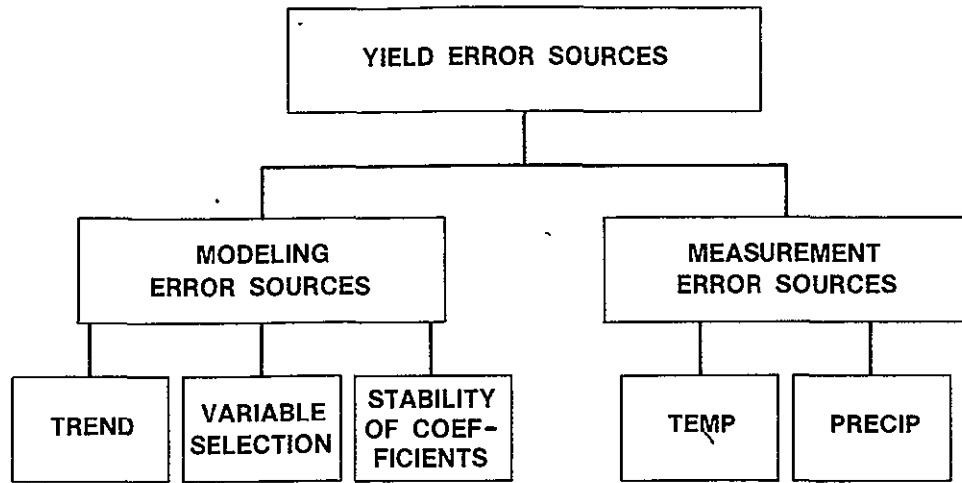 YIELD ERROR SOURCES
MODELING
ERROR SOURCES
MEASUREMENT
ERROR SOURCES
TREND
VARIABLE
SELECTION
STABILITY
OF COEF-
FICIENTS
TEMP
PRECIP